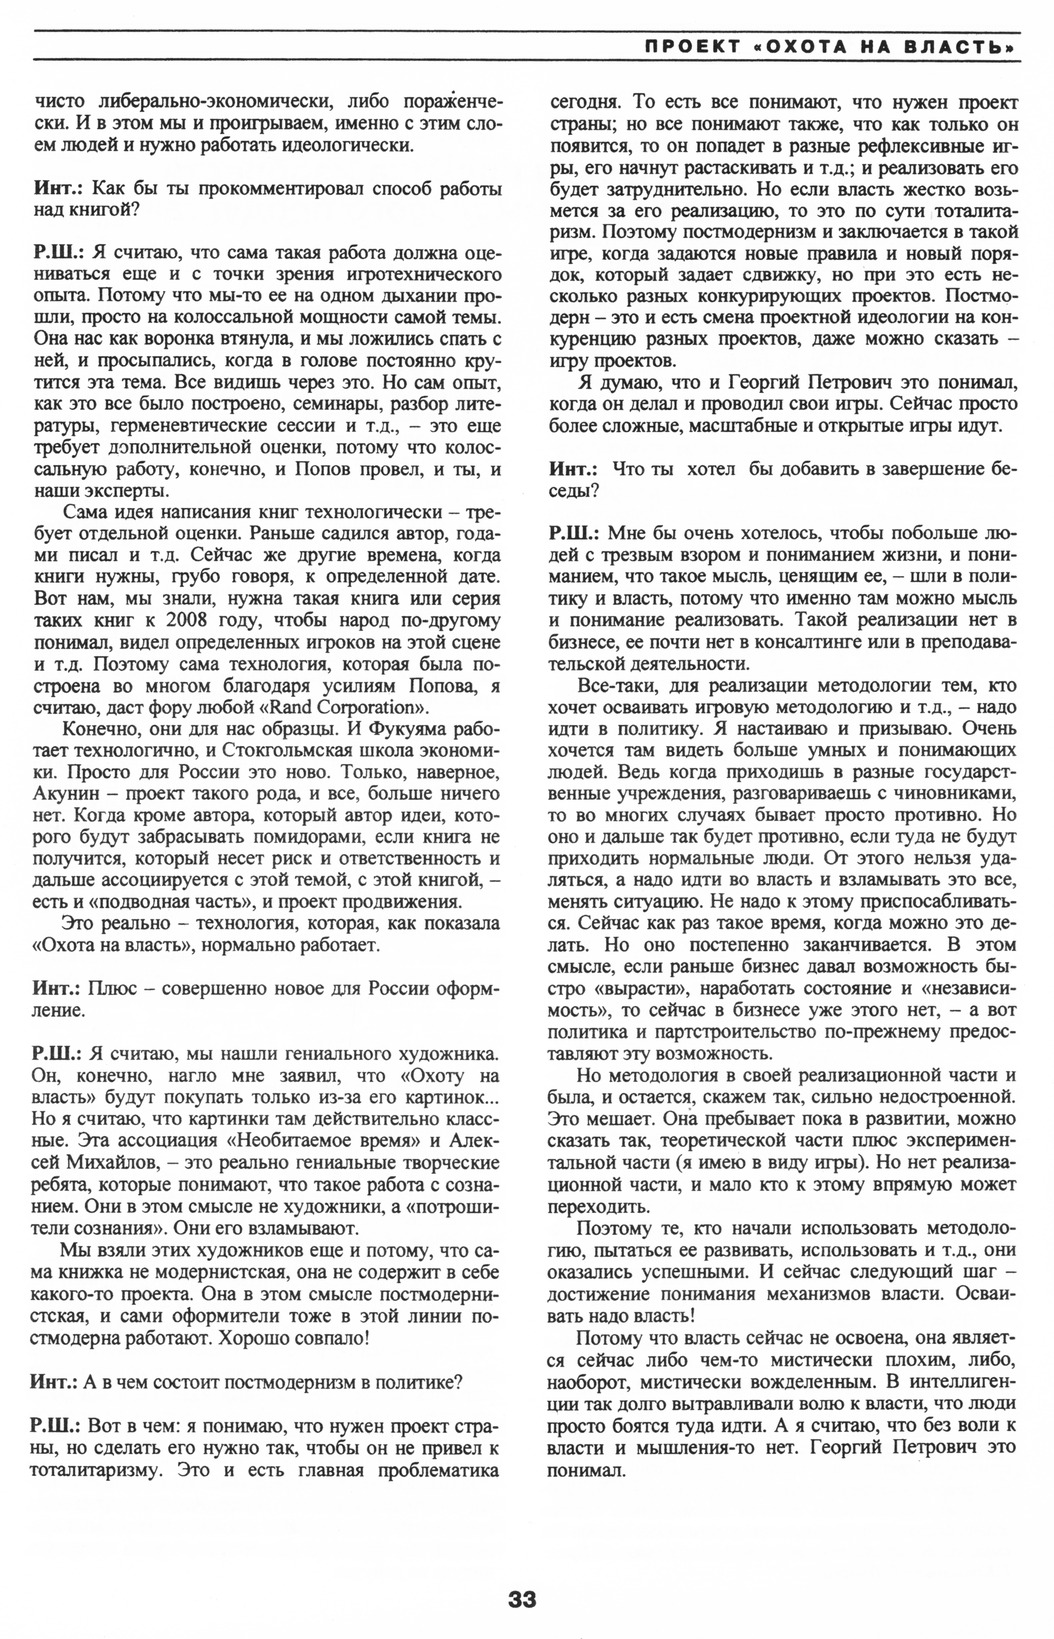 ПРОЕКТ «ОХОТА НА ВЛАСТЬ»
чисто либерально-экономически, либо пораженче-
ски. И в этом мы и проигрываем, именно с этим сло-
ем людей и нужно работать идеологически.
Инт.: Как бы ты прокомментировал способ работы
над книгой?
Р.Ш.: Я считаю, что сама такая работа должна оце-
ниваться еще и с точки зрения игротехнического
опыта. Потому что мы-то ее на одном дыхании про-
шли, просто на колоссальной мощности самой темы.
Она нас как воронка втянула, и мы ложились спать с
ней, и просыпались, когда в голове постоянно кру-
тится эта тема. Все видишь через это. Но сам опыт,
как это все было построено, семинары, разбор лите-
ратуры, герменевтические сессии и т.д., – это еще
требует дополнительной оценки, потому что колос-
сальную работу, конечно, и Попов провел, и ты, и
наши эксперты.
Сама идея написания книг технологически – тре-
бует отдельной оценки. Раньше садился автор, года-
ми писал и т.д. Сейчас же другие времена, когда
книги нужны, грубо говоря, к определенной дате.
Вот нам, мы знали, нужна такая книга или серия
таких книг к 2008 году, чтобы народ по-другому
понимал, видел определенных игроков на этой сцене
и т.д. Поэтому сама технология, которая была по-
строена во многом благодаря усилиям Попова, я
считаю, даст фору любой «Rand Corporation».
Конечно, они для нас образцы. И Фукуяма рабо-
тает технологично, и Стокгольмская школа экономи-
ки. Просто для России это ново. Только, наверное,
Акунин – проект такого рода, и все, больше ничего
нет. Когда кроме автора, который автор идеи, кото-
рого будут забрасывать помидорами, если книга не
получится, который несет риск и ответственность и
дальше ассоциируется с этой темой, с этой книгой, –
есть и «подводная часть», и проект продвижения.
Это реально – технология, которая, как показала
«Охота на власть», нормально работает.
Инт.: Плюс – совершенно новое для России оформ-
ление.
Р.Ш.: Я считаю, мы нашли гениального художника.
Он, конечно, нагло мне заявил, что «Охоту на
власть» будут покупать только из-за его картинок...
Но я считаю, что картинки там действительно класс-
ные. Эта ассоциация «Необитаемое время» и Алек-
сей Михайлов, – это реально гениальные творческие
ребята, которые понимают, что такое работа с созна-
нием. Они в этом смысле не художники, а «потроши-
тели сознания». Они его взламывают.
Мы взяли этих художников еще и потому, что са-
ма книжка не модернистская, она не содержит в себе
какого-то проекта. Она в этом смысле постмодерни-
стская, и сами оформители тоже в этой линии по-
стмодерна работают. Хорошо совпало!
Инт.: А в чем состоит постмодернизм в политике?
Р.Ш.: Вот в чем: я понимаю, что нужен проект стра-
ны, но сделать его нужно так, чтобы он не привел к
тоталитаризму. Это и есть главная проблематика
сегодня. То есть все понимают, что нужен проект
страны; но все понимают также, что как только он
появится, то он попадет в разные рефлексивные иг-
ры, его начнут растаскивать и т.д.; и реализовать его
будет затруднительно. Но если власть жестко возь-
мется за его реализацию, то это по сути тоталита-
ризм. Поэтому постмодернизм и заключается в такой
игре, когда задаются новые правила и новый поря-
док, который задает сдвижку, но при этом есть не-
сколько разных конкурирующих проектов. Постмо-
дерн – это и есть смена проектной идеологии на кон-
куренцию разных проектов, даже можно сказать –
игру проектов.
Я думаю, что и Георгий Петрович это понимал,
когда он делал и проводил свои игры. Сейчас просто
более сложные, масштабные и открытые игры идут.
Инт.: Что ты хотел бы добавить в завершение бе-
седы?
Р.Ш.: Мне бы очень хотелось, чтобы побольше лю-
дей с трезвым взором и пониманием жизни, и пони-
манием, что такое мысль, ценящим ее, – шли в поли-
тику и власть, потому что именно там можно мысль
и понимание реализовать. Такой реализации нет в
бизнесе, ее почти нет в консалтинге или в преподава-
тельской деятельности.
Все-таки, для реализации методологии тем, кто
хочет осваивать игровую методологию и т.д., – надо
идти в политику. Я настаиваю и призываю. Очень
хочется там видеть больше умных и понимающих
людей. Ведь когда приходишь в разные государст-
венные учреждения, разговариваешь с чиновниками,
то во многих случаях бывает просто противно. Но
оно и дальше так будет противно, если туда не будут
приходить нормальные люди. От этого нельзя уда-
ляться, а надо идти во власть и взламывать это все,
менять ситуацию. Не надо к этому приспосабливать-
ся. Сейчас как раз такое время, когда можно это де-
лать. Но оно постепенно заканчивается. В этом
смысле, если раньше бизнес давал возможность бы-
стро «вырасти», наработать состояние и «независи-
мость», то сейчас в бизнесе уже этого нет, – а вот
политика и партстроительство по-прежнему предос-
тавляют эту возможность.
Но методология в своей реализационной части и
была, и остается, скажем так, сильно недостроенной.
Это мешает. Она пребывает пока в развитии, можно
сказать так, теоретической части плюс эксперимен-
тальной части (я имею в виду игры). Но нет реализа-
ционной части, и мало кто к этому впрямую может
переходить.
Поэтому те, кто начали использовать методоло-
гию, пытаться ее развивать, использовать и т.д., они
оказались успешными. И сейчас следующий шаг –
достижение понимания механизмов власти. Осваи-
вать надо власть!
Потому что власть сейчас не освоена, она являет-
ся сейчас либо чем-то мистически плохим, либо,
наоборот, мистически вожделенным. В интеллиген-
ции так долго вытравливали волю к власти, что люди
просто боятся туда идти. А я считаю, что без воли к
власти и мышления-то нет. Георгий Петрович это
понимал.
33